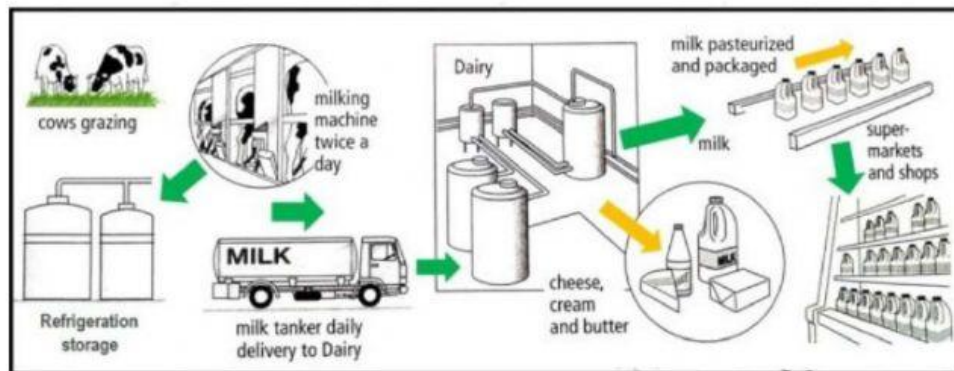 cows grazing
milking
machine
twice a
day
Refrigeration
storage
MILK
milk tanker daily
delivery to Dairy
Dairy
milk
cheese,
cream
and butter
MILK
milk pasteurized
and packaged
super-
markets
and shops